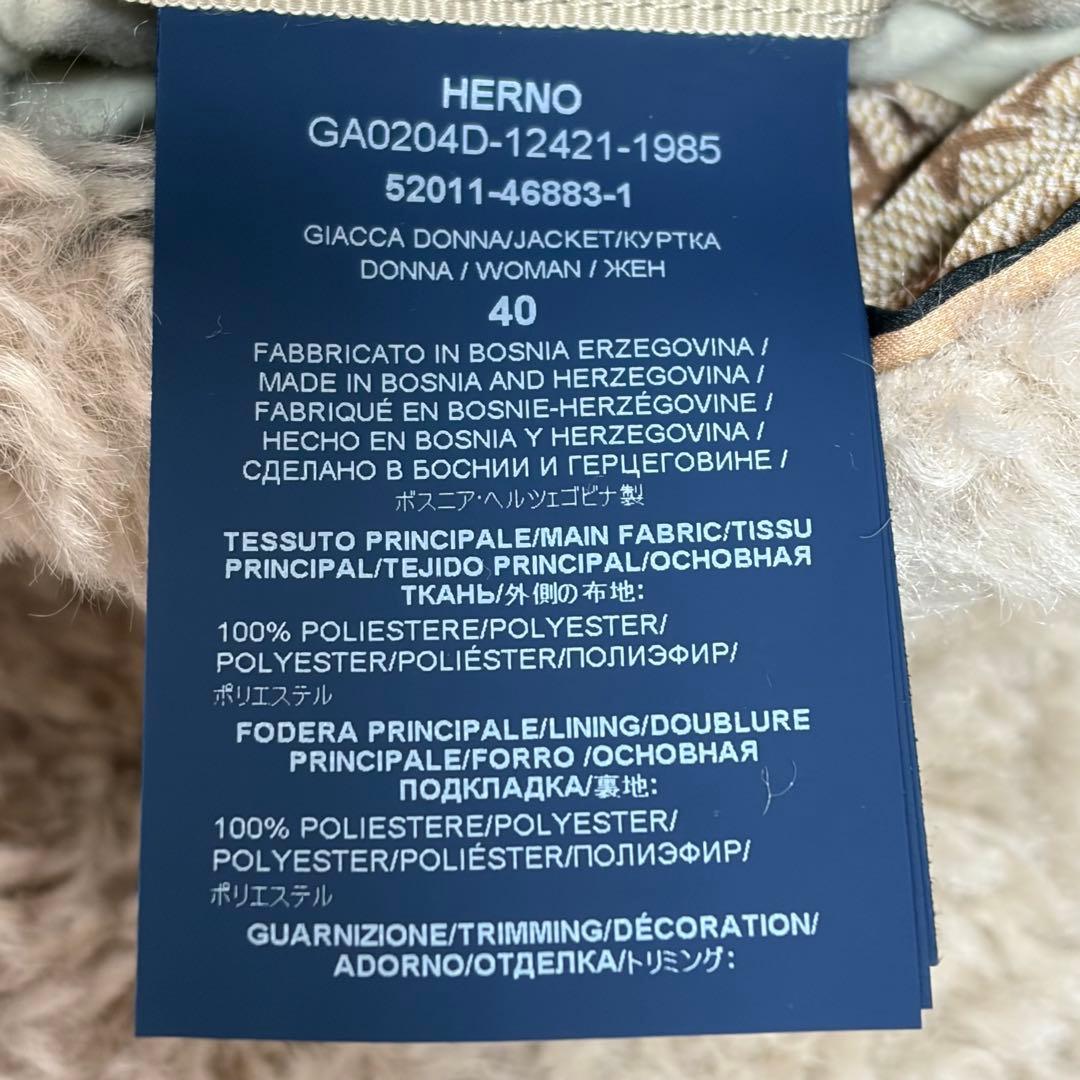 HERNO
GA0204D-12421-1985
52011-46883-1
GIACCA DONNA/JACKET/КУРТКА
DONNA / WOMAN / ЖЕН
40
FABBRICATO IN BOSNIA ERZEGOVINA /
MADE IN BOSNIA AND HERZEGOVINA /
FABRIQUÉ EN BOSNIE-HERZÉGOVINE /
HECHO EN BOSNIA Y HERZEGOVINA /
СДЕЛАНО В БОСНИИ И ГЕРЦЕГОВИНЕ /
ボスニア·ヘルツェゴビナ製
TESSUTO PRINCIPALE/MAIN FABRIC/TISSU
PRINCIPAL/TEJIDO PRINCIPAL/ОСНОВНАЯ
ТКАНЬ/外側の布地:
100% POLIESTERE/POLYESTER/
POLYESTER/POLIÉSTER/ПОЛИЭФИР/
ポリエステル
FODERA PRINCIPALE/LINING/DOUBLURE
PRINCIPALE/FORRO /ОСНОВНАЯ
ПОДКЛАДКА/裏地:
100% POLIESTERE/POLYESTER/
POLYESTER/POLIÉSTER/ПОЛИЭФИР/
ポリエステル
GUARNIZIONE/TRIMMING/DÉCORATION/
ADORNO/ОТДЕЛКА/トリミング: